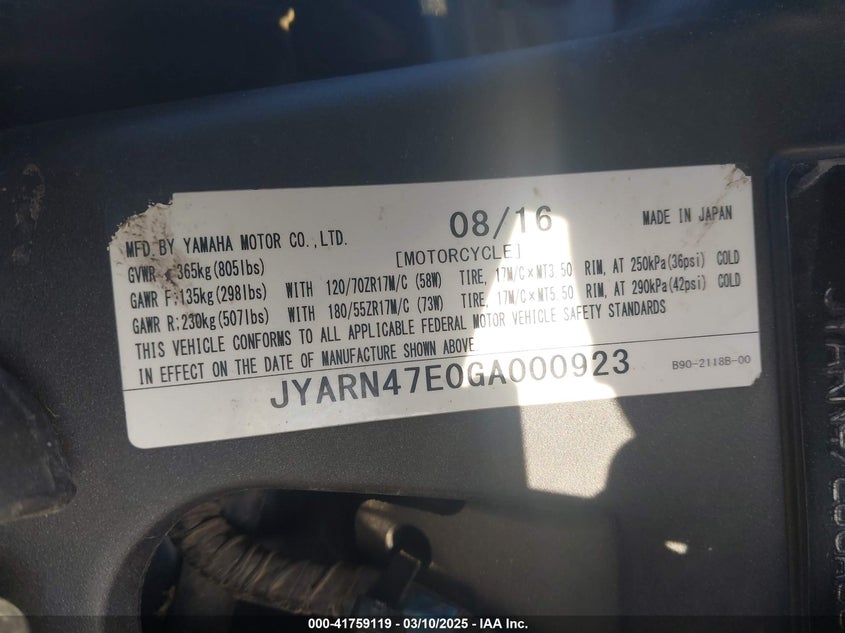 08/16
MADE IN JAPAN
MFD.BY YAMAHA MOTOR CO.,LTD.
[MOTORCYCLE]
GVWR : 365kg(805lbs)
GAWR F:135kg(298lbs) WITH 120/70ZR17M/C (58W) TIRE, 17M/C×MT3.50 RIM, AT 250kPa(36psi) COLD
GAWR R:230kg(507lbs) WITH 180/55ZR17M/C (73W) TIRE, 17M/C×MT5.50 RIM, AT 290kPa(42psi) COLD
THIS VEHICLE CONFORMS TO ALL APPLICABLE FEDERAL MOTOR VEHICLE SAFETY STANDARDS
IN EFFECT ON THE DATE OF MANUFACTURE SHOWN ABOVE
JYARN47E0GA000923
B90-2118B-00
000-41759119 - 03/10/2025 - IAA Inc.